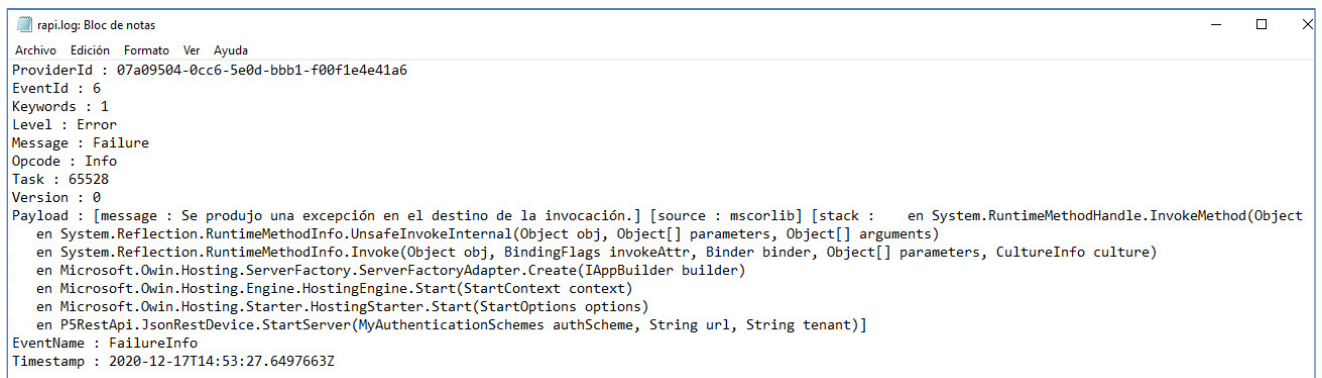 rapi.log: Bloc de notas
Archivo Edición Formato Ver Ayuda
ProviderId : 07a09504-0cc6-5e0d-bbb1-f00f1e4e41a6
EventId : 6
Keywords : 1
Level : Error
Message : Failure
Opcode : Info
Task : 65528
Version : 0
Payload : [message : Se produjo una excepción en el destino de la invocación.] [source : mscorlib] [stack :    en System.RuntimeMethodHandle.InvokeMethod(Object
   en System.Reflection.RuntimeMethodInfo.UnsafeInvokeInternal(Object obj, Object[] parameters, Object[] arguments)
   en System.Reflection.RuntimeMethodInfo.Invoke(Object obj, BindingFlags invokeAttr, Binder binder, Object[] parameters, CultureInfo culture)
   en Microsoft.Owin.Hosting.ServerFactory.ServerFactoryAdapter.Create(IAppBuilder builder)
   en Microsoft.Owin.Hosting.Engine.HostingEngine.Start(StartContext context)
   en Microsoft.Owin.Hosting.Starter.HostingStarter.Start(StartOptions options)
   en P5RestApi.JsonRestDevice.StartServer(MyAuthenticationSchemes authScheme, String url, String tenant)]
EventName : FailureInfo
Timestamp : 2020-12-17T14:53:27.6497663Z